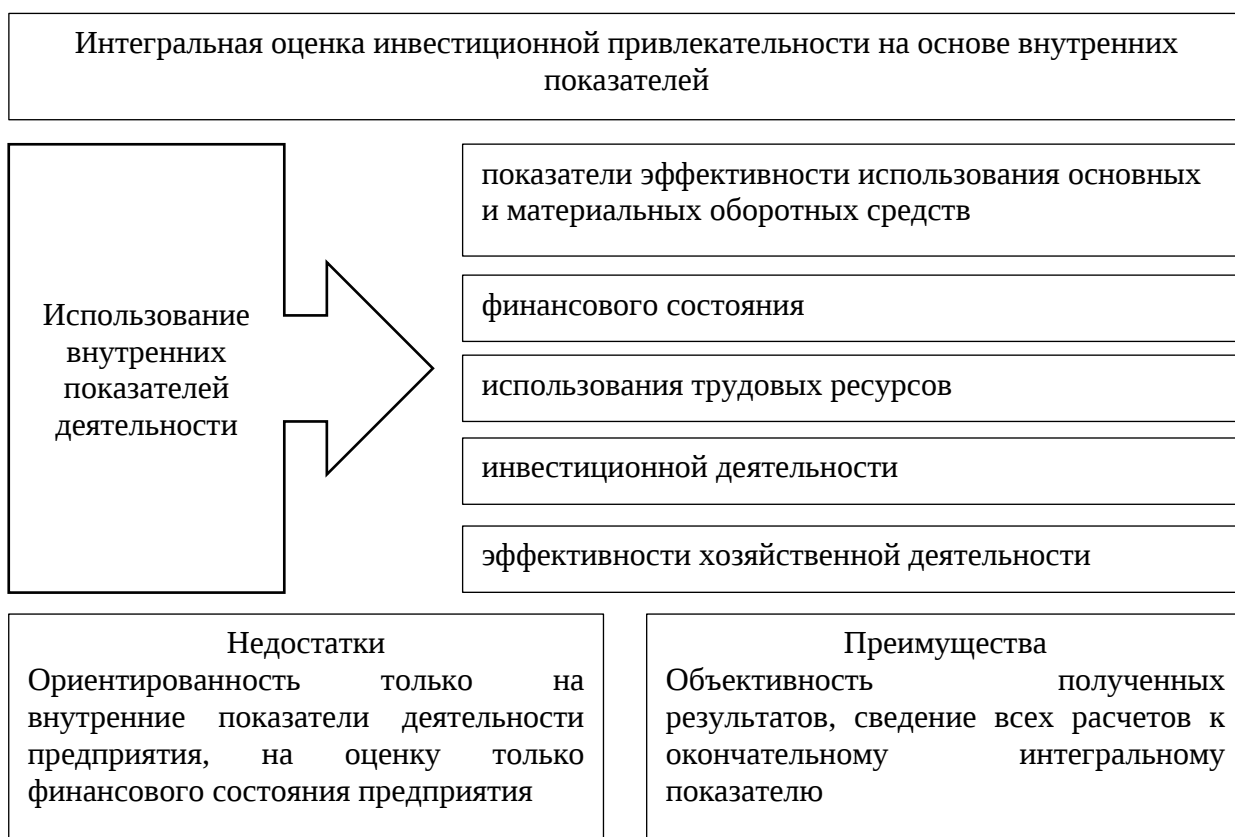 Интегральная оценка инвестиционной привлекательности на основе внутренних
показателей
Использование
внутренних
показателей
деятельности
показатели эффективности использования основных
и материальных оборотных средств
финансового состояния
использования трудовых ресурсов
инвестиционной деятельности
эффективности хозяйственной деятельности
Недостатки
Ориентированность только на
внутренние показатели деятельности
предприятия, на оценку только
финансового состояния предприятия
Преимущества
Объективность полученных
результатов, сведение всех расчетов к
окончательному интегральному
показателю